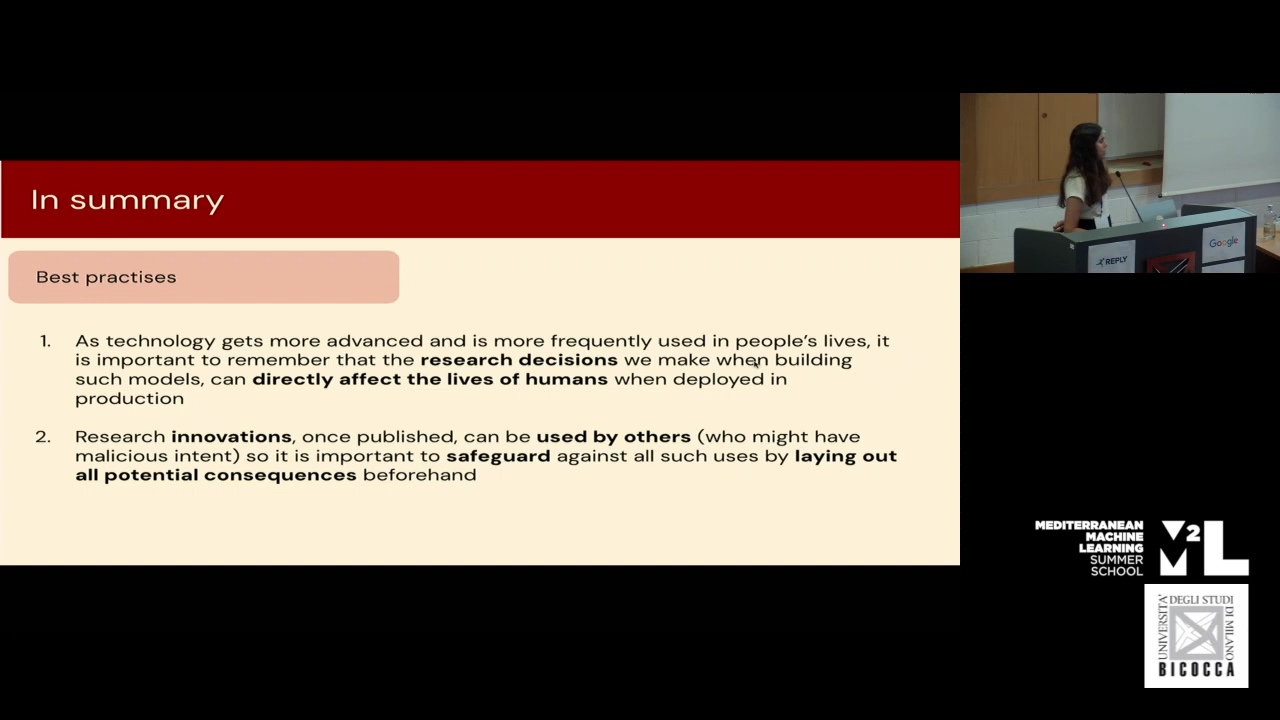 In summary
Best practises
1. As technology gets more advanced and is more frequently used in people's lives, it
is important to remember that the research decisions we make when building
such models, can directly affect the lives of humans when deployed in
production
2. Research innovations, once published, can be used by others (who might have
malicious intent) so it is important to safeguard against all such uses by laying out
all potential consequences beforehand
REPLY
Google
MEDITERRANEAN
MACHINE
LEARNING
SUMMER
SCHOOL
M2L
UNIVERSITA'
DEGLI STUDI
DI MILANO
BICOCCA